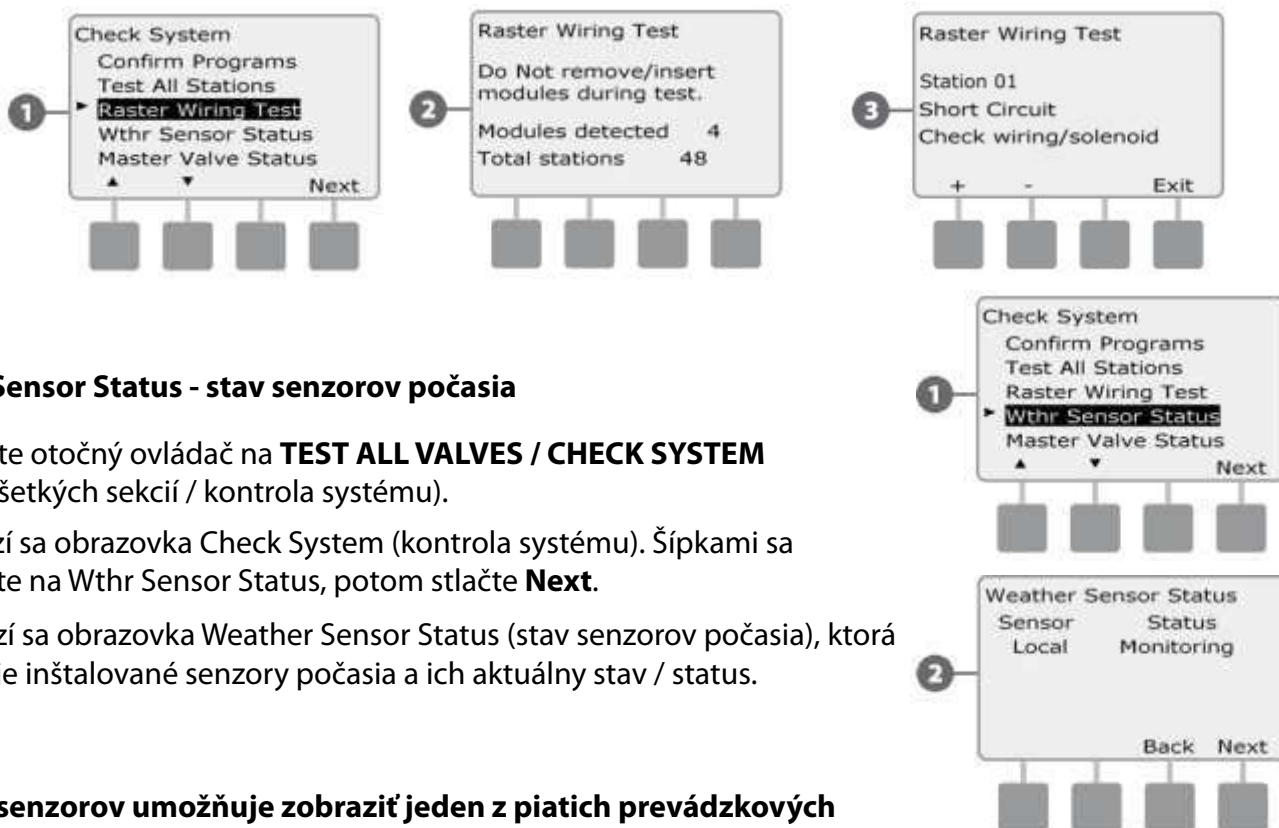 Check System
Confirm Programs
Test All Stations
Raster Wiring Test
Wthr Sensor Status
Master Valve Status
Next
1
Raster Wiring Test
Do Not remove/insert
modules during test.
Modules detected 4
Total stations 48
2
Raster Wiring Test
Station 01
Short Circuit
Check wiring/solenoid
+ - Exit
3
Sensor Status - stav senzorov počasia
te otočný ovládač na TEST ALL VALVES / CHECK SYSTEM
šetkých sekcií / kontrola systému).
zí sa obrazovka Check System (kontrola systému). Šípkami sa
te na Wthr Sensor Status, potom stlačte Next.
zí sa obrazovka Weather Sensor Status (stav senzorov počasia), ktorá
je inštalované senzory počasia a ich aktuálny stav / status.
senzorov umožňuje zobraziť jeden z piatich prevádzkových
Check System
Confirm Programs
Test All Stations
Raster Wiring Test
Wthr Sensor Status
Master Valve Status
Next
1
Weather Sensor Status
Sensor Status
Local Monitoring
Back Next
2